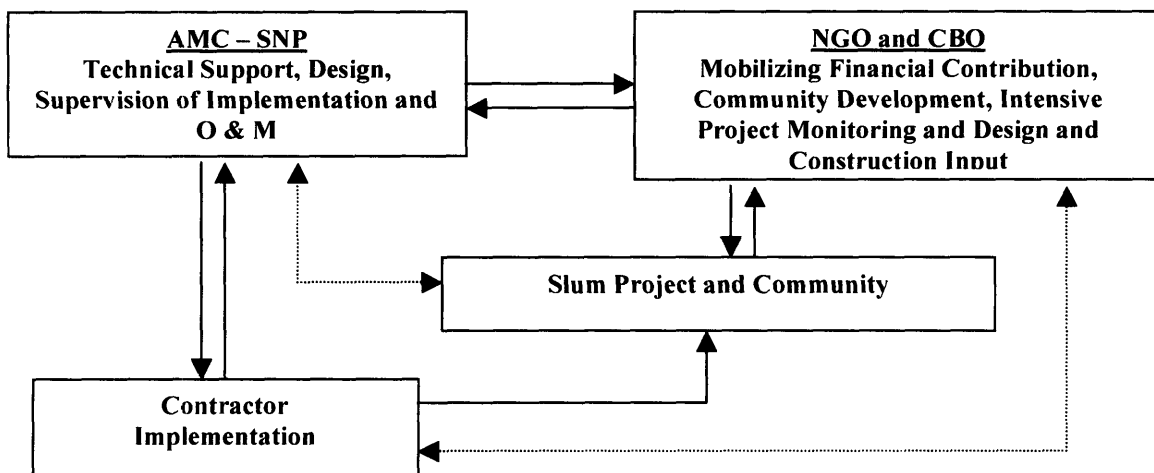 AMC – SNP
Technical Support, Design,
Supervision of Implementation and
O & M
NGO and CBO
Mobilizing Financial Contribution,
Community Development, Intensive
Project Monitoring and Design and
Construction Input
Slum Project and Community
Contractor
Implementation